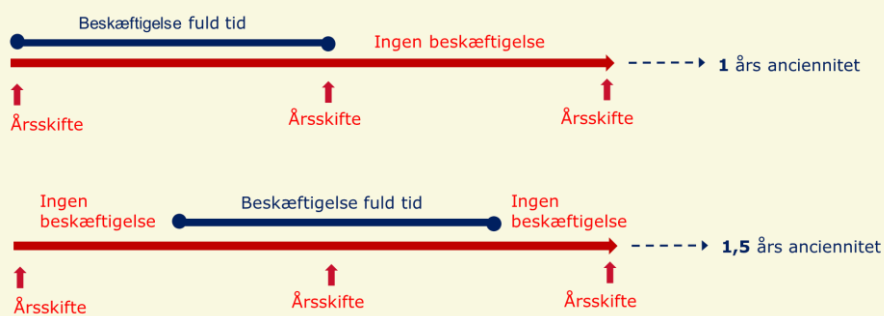 Beskæftigelse fuld tid
Ingen beskæftigelse
1 års anciennitet
Årsskifte
Årsskifte
Årsskifte
Ingen
beskæftigelse
Beskæftigelse fuld tid
Ingen
beskæftigelse
1,5 års anciennitet
Årsskifte
Årsskifte
Årsskifte